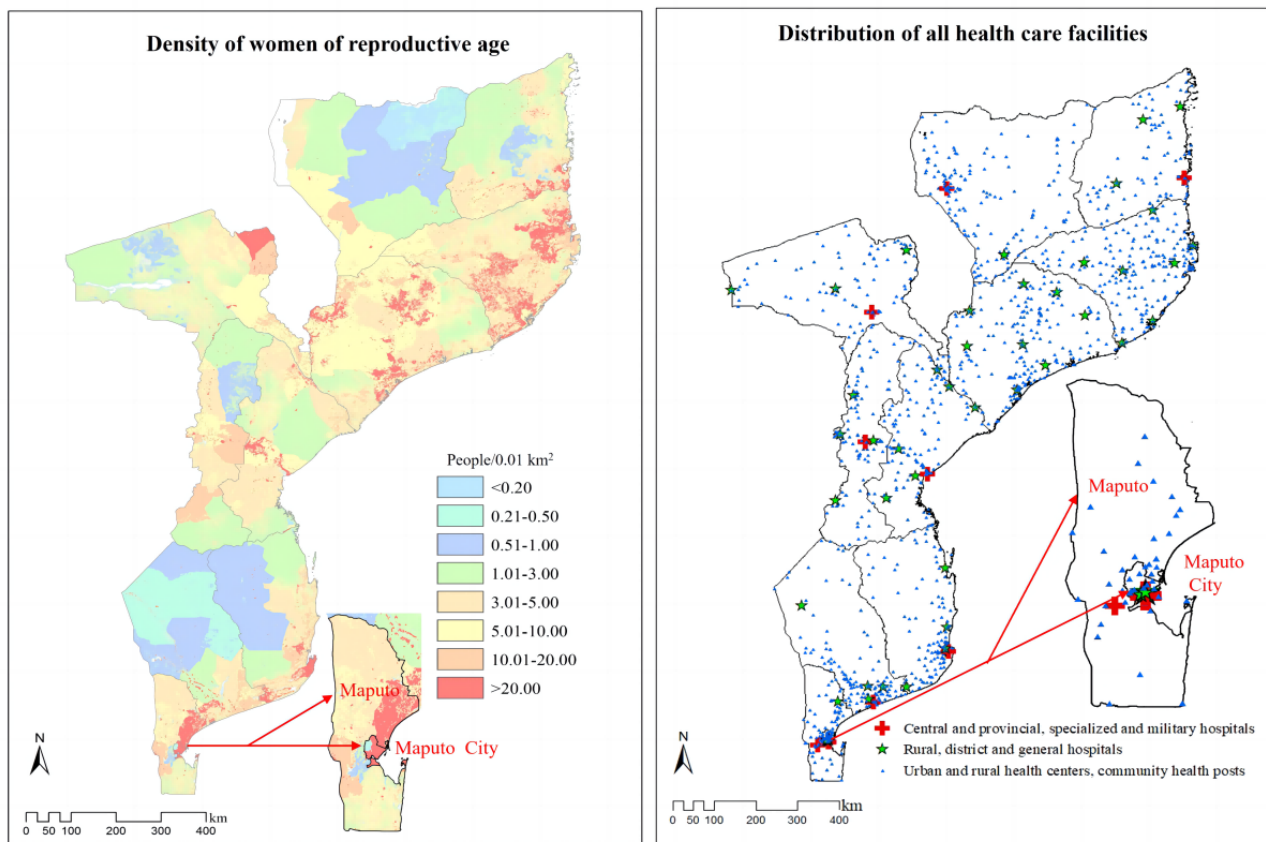 Density of women of reproductive age
People/0.01 km²
<0.20
0.21-0.50
0.51-1.00
1.01-3.00
3.01-5.00
5.01-10.00
10.01-20.00
>20.00
Maputo
Maputo City
N
km
0 50 100 200 300 400
Distribution of all health care facilities
Maputo
Maputo
City
Central and provincial, specialized and military hospitals
Rural, district and general hospitals
Urban and rural health centers, community health posts
N
km
0 50 100 200 300 400